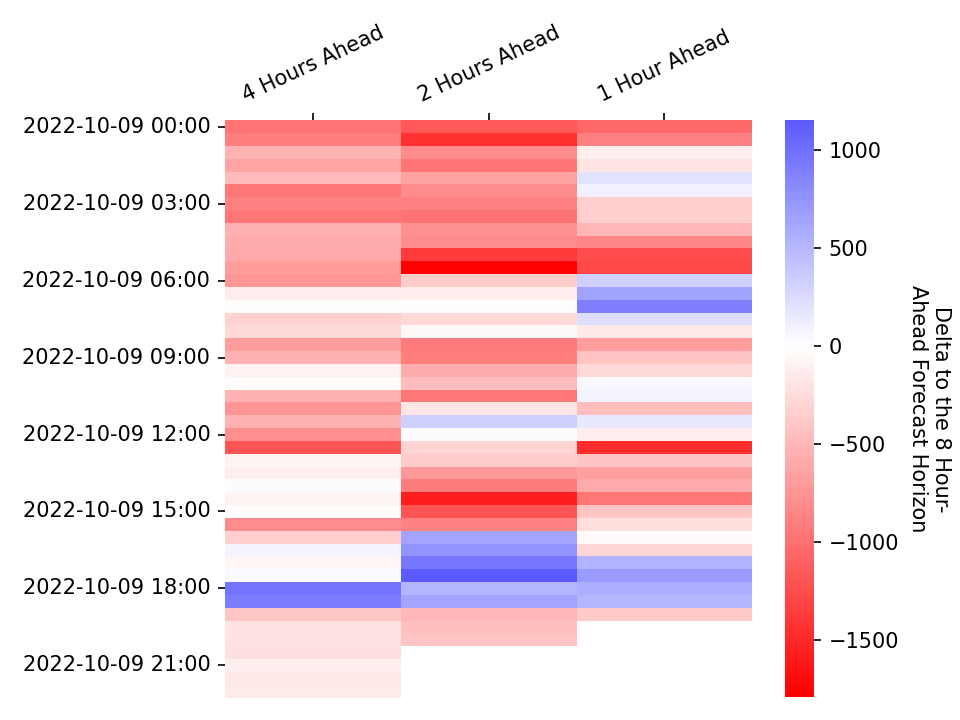 4 Hours Ahead
2 Hours Ahead
1 Hour Ahead
2022-10-09 00:00
2022-10-09 03:00
2022-10-09 06:00
2022-10-09 09:00
2022-10-09 12:00
2022-10-09 15:00
2022-10-09 18:00
2022-10-09 21:00
1000
500
0
−500
−1000
−1500
Delta to the 8 Hour-
Ahead Forecast Horizon